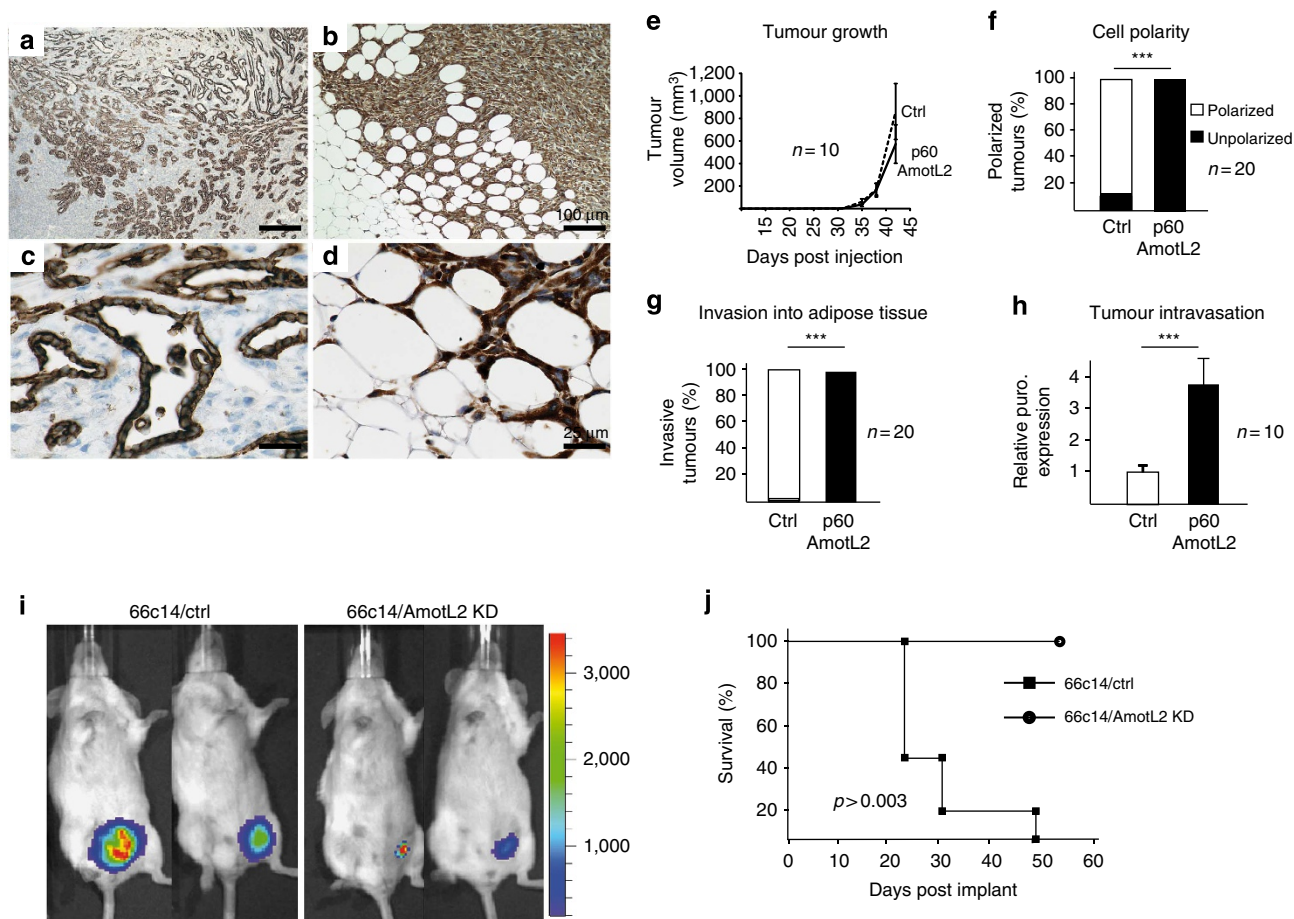 a
b
100 µm
c
d
25 µm
e
Tumour growth
Tumour
volume (mm³)
1,200
1,000
800
600
400
200
n = 10
Ctrl
p60
AmotL2
15 20 25 30 35 40 45
Days post injection
f
Cell polarity
***
Polarized
tumours (%)
100
80
60
40
20
Polarized
Unpolarized
n = 20
Ctrl p60
AmotL2
g
Invasion into adipose tissue
***
Invasive
tumours (%)
100
80
60
40
20
n = 20
Ctrl p60
AmotL2
h
Tumour intravasation
***
Relative puro.
expression
4
3
2
1
n = 10
Ctrl p60
AmotL2
i
66c14/ctrl
66c14/AmotL2 KD
3,000
2,000
1,000
j
Survival (%)
100
80
60
40
20
66c14/ctrl
66c14/AmotL2 KD
p > 0.003
0 10 20 30 40 50 60
Days post implant